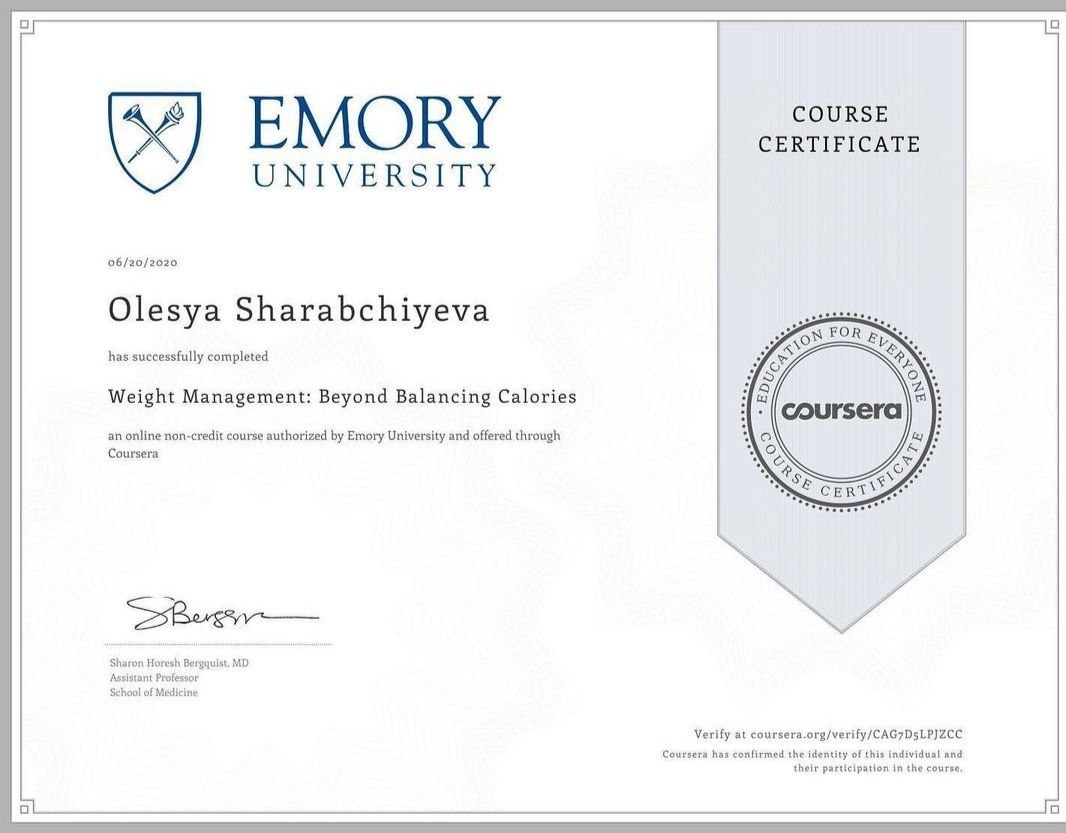 EMORY
UNIVERSITY
COURSE
CERTIFICATE
06/20/2020
Olesya Sharabchiyeva
has successfully completed
Weight Management: Beyond Balancing Calories
an online non-credit course authorized by Emory University and offered through
Coursera
EDUCATION FOR EVERYONE
coursera
COURSE CERTIFICATE
SBergqu
Sharon Horesh Bergquist, MD
Assistant Professor
School of Medicine
Verify at coursera.org/verify/CAG7D5LPJZCC
Coursera has confirmed the identity of this individual and
their participation in the course.